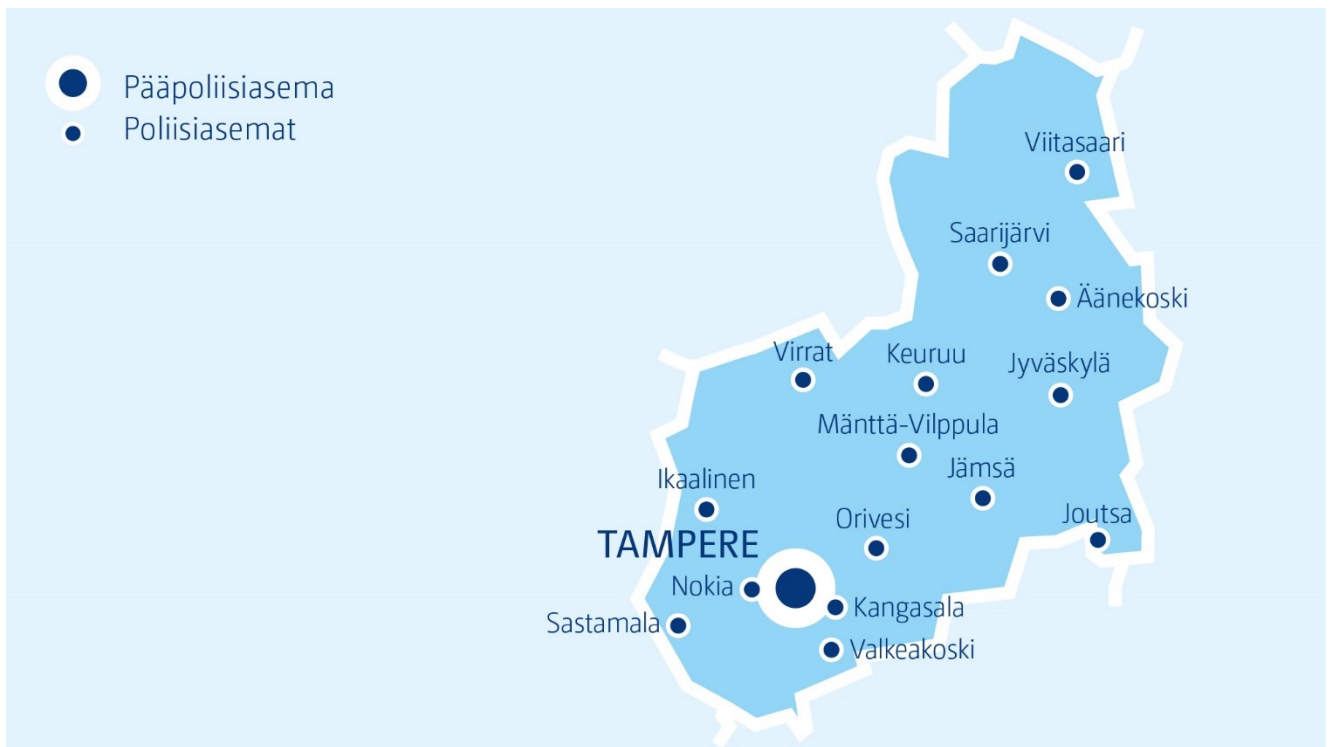 Pääpoliisiasema
Poliisiasemat
Viitasaari
Saarijärvi
Äänekoski
Virrat
Keuruu
Jyväskylä
Mänttä-Vilppula
Jämsä
Ikaalinen
Orivesi
Joutsa
TAMPERE
Nokia
Kangasala
Sastamala
Valkeakoski